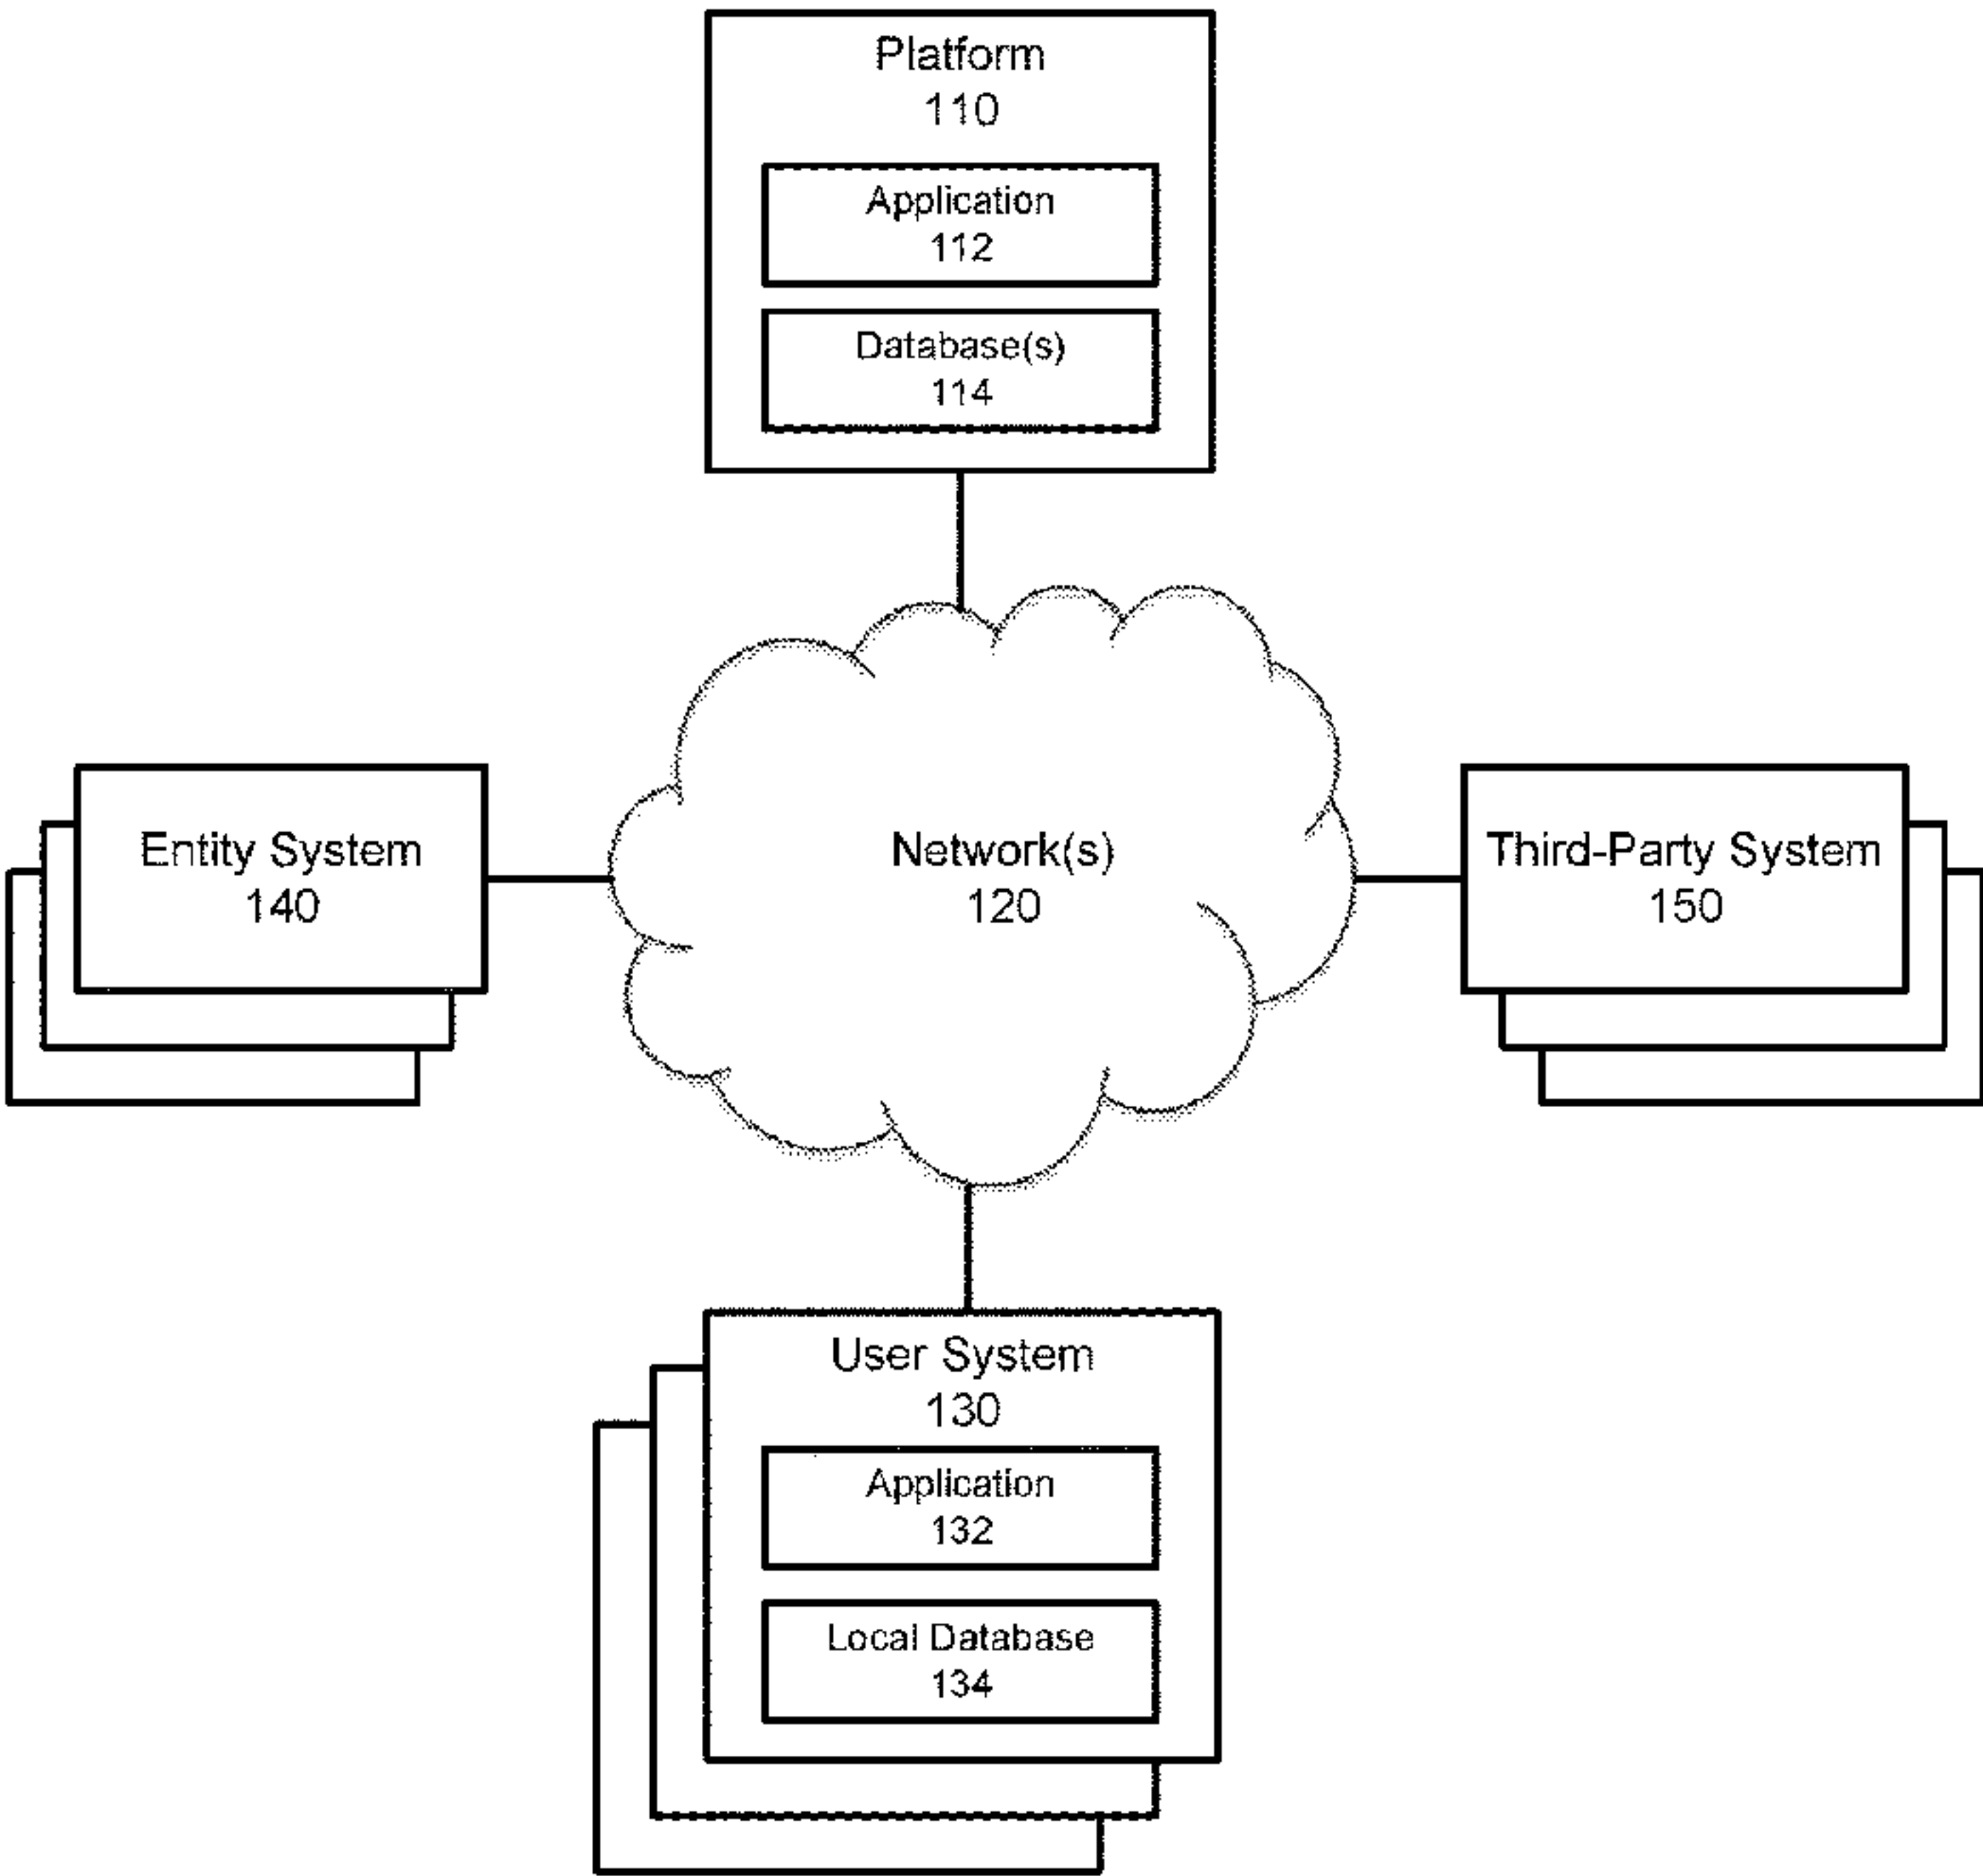 Platform
110
Application
112
Database(s)
114
Entity System
140
Network(s)
120
Third-Party System
150
User System
130
Application
132
Local Database
134